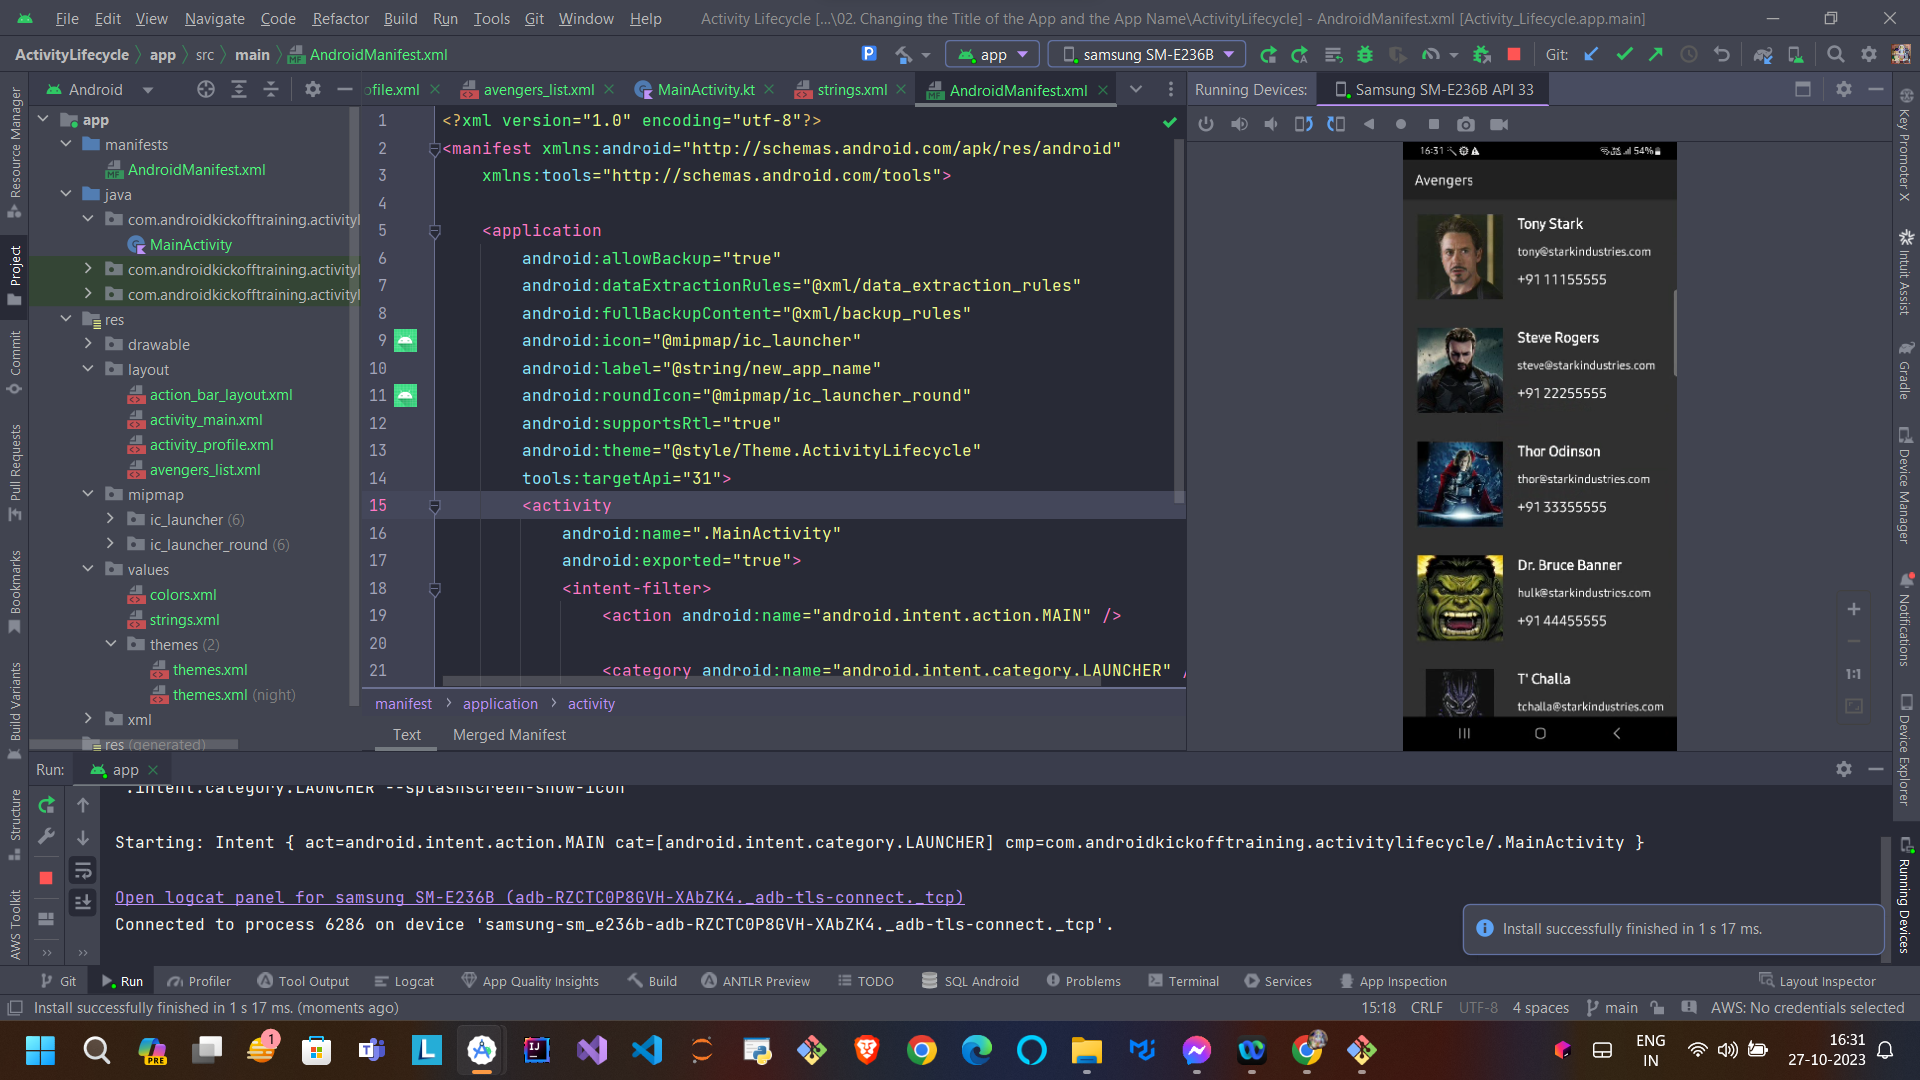 File Edit View Navigate Code Refactor Build Run Tools Git Window Help Activity Lifecycle [...\02. Changing the Title of the App and the App Name\ActivityLifecycle] - AndroidManifest.xml [Activity_Lifecycle.app.main]
ActivityLifecycle app src main AndroidManifest.xml app samsung SM-E236B Git:
Android
ofile.xml avengers_list.xml MainActivity.kt strings.xml AndroidManifest.xml
Running Devices: Samsung SM-E236B API 33
Resource Manager
Project
Commit
Pull Requests
Bookmarks
Build Variants
Structure
AWS Toolkit
app
manifests
AndroidManifest.xml
java
com.androidkickofftraining.activityl
MainActivity
com.androidkickofftraining.activityl
com.androidkickofftraining.activityl
res
drawable
layout
action_bar_layout.xml
activity_main.xml
activity_profile.xml
avengers_list.xml
mipmap
ic_launcher (6)
ic_launcher_round (6)
values
colors.xml
strings.xml
themes (2)
themes.xml
themes.xml (night)
xml
res (generated)
1 <?xml version="1.0" encoding="utf-8"?>
2 <manifest xmlns:android="http://schemas.android.com/apk/res/android"
3 xmlns:tools="http://schemas.android.com/tools">
4
5 <application
6 android:allowBackup="true"
7 android:dataExtractionRules="@xml/data_extraction_rules"
8 android:fullBackupContent="@xml/backup_rules"
9 android:icon="@mipmap/ic_launcher"
10 android:label="@string/new_app_name"
11 android:roundIcon="@mipmap/ic_launcher_round"
12 android:supportsRtl="true"
13 android:theme="@style/Theme.ActivityLifecycle"
14 tools:targetApi="31">
15 <activity
16 android:name=".MainActivity"
17 android:exported="true">
18 <intent-filter>
19 <action android:name="android.intent.action.MAIN" />
20
21 <category android:name="android.intent.category.LAUNCHER" /
manifest application activity
Text Merged Manifest
16:31 54%
Avengers
Tony Stark
tony@starkindustries.com
+91 11155555
Steve Rogers
steve@starkindustries.com
+91 22255555
Thor Odinson
thor@starkindustries.com
+91 33355555
Dr. Bruce Banner
hulk@starkindustries.com
+91 44455555
T' Challa
tchalla@starkindustries.com
1:1
Key Promoter X
Intuit Assist
Gradle
Device Manager
Notifications
Device Explorer
Running Devices
Run: app
.intent.category.LAUNCHER --splashscreen-show-icon
Starting: Intent { act=android.intent.action.MAIN cat=[android.intent.category.LAUNCHER] cmp=com.androidkickofftraining.activitylifecycle/.MainActivity }
Open logcat panel for samsung SM-E236B (adb-RZCTC0P8GVH-XAbZK4._adb-tls-connect._tcp)
Connected to process 6286 on device 'samsung-sm_e236b-adb-RZCTC0P8GVH-XAbZK4._adb-tls-connect._tcp'.
Install successfully finished in 1 s 17 ms.
Git Run Profiler Tool Output Logcat App Quality Insights Build ANTLR Preview TODO SQL Android Problems Terminal Services App Inspection Layout Inspector
Install successfully finished in 1 s 17 ms. (moments ago) 15:18 CRLF UTF-8 4 spaces main AWS: No credentials selected
PRE
1
L
ENG
IN
16:31
27-10-2023